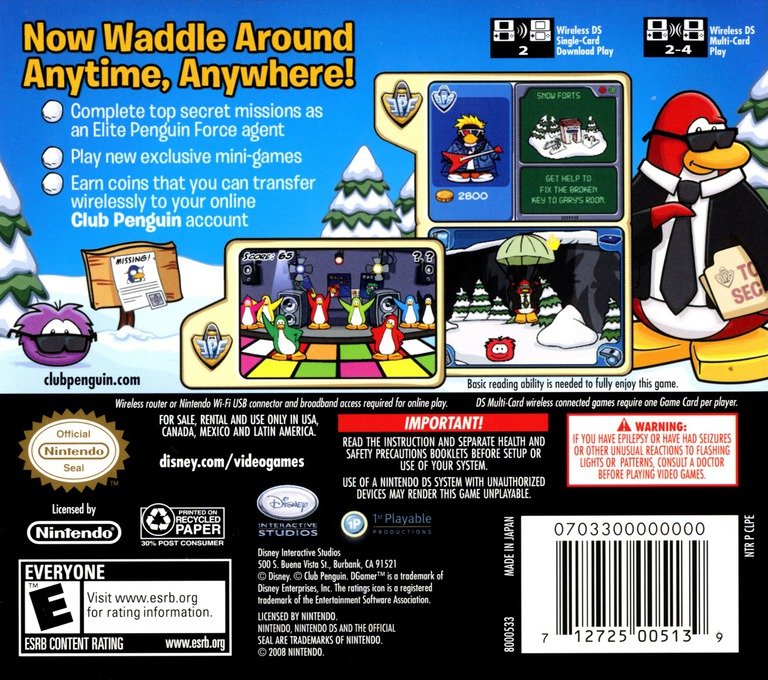 Now Waddle Around
Anytime, Anywhere!
Complete top secret missions as
an Elite Penguin Force agent
Play new exclusive mini-games
Earn coins that you can transfer
wirelessly to your online
Club Penguin account
2
Wireless DS
Single-Card
Download Play
2-4
Wireless DS
Multi-Card
Play
EPF
EPF
2800
SNOW FORTS
GET HELP TO
FIX THE BROKEN
KEY TO GARY'S ROOM.
MISSING!
SCORE: 65
??
EPF
TO
SEC
clubpenguin.com
Basic reading ability is needed to fully enjoy this game.
Wireless router or Nintendo Wi-Fi USB connector and broadband access required for online play.
DS Multi-Card wireless connected games require one Game Card per player.
Official
Nintendo
Seal
TM
FOR SALE, RENTAL AND USE ONLY IN USA,
CANADA, MEXICO AND LATIN AMERICA.
disney.com/videogames
IMPORTANT!
READ THE INSTRUCTION AND SEPARATE HEALTH AND
SAFETY PRECAUTIONS BOOKLETS BEFORE SETUP OR
USE OF YOUR SYSTEM.
USE OF A NINTENDO DS SYSTEM WITH UNAUTHORIZED
DEVICES MAY RENDER THIS GAME UNPLAYABLE.
WARNING:
IF YOU HAVE EPILEPSY OR HAVE HAD SEIZURES
OR OTHER UNUSUAL REACTIONS TO FLASHING
LIGHTS OR PATTERNS, CONSULT A DOCTOR
BEFORE PLAYING VIDEO GAMES.
Licensed by
Nintendo
PRINTED ON
RECYCLED
PAPER
30% POST CONSUMER
Disney
INTERACTIVE
STUDIOS
1P
1st Playable
PRODUCTIONS
Disney Interactive Studios
500 S. Buena Vista St., Burbank, CA 91521
© Disney. © Club Penguin. DGamer™ is a trademark of
Disney Enterprises, Inc. The ratings icon is a registered
trademark of the Entertainment Software Association.
LICENSED BY NINTENDO.
NINTENDO, NINTENDO DS AND THE OFFICIAL
SEAL ARE TRADEMARKS OF NINTENDO.
© 2008 NINTENDO.
EVERYONE
TM
E
Visit www.esrb.org
for rating information.
ESRB CONTENT RATING
www.esrb.org
MADE IN JAPAN
8000533
0703300000000
7 12725 00513 9
NTR P CLPE